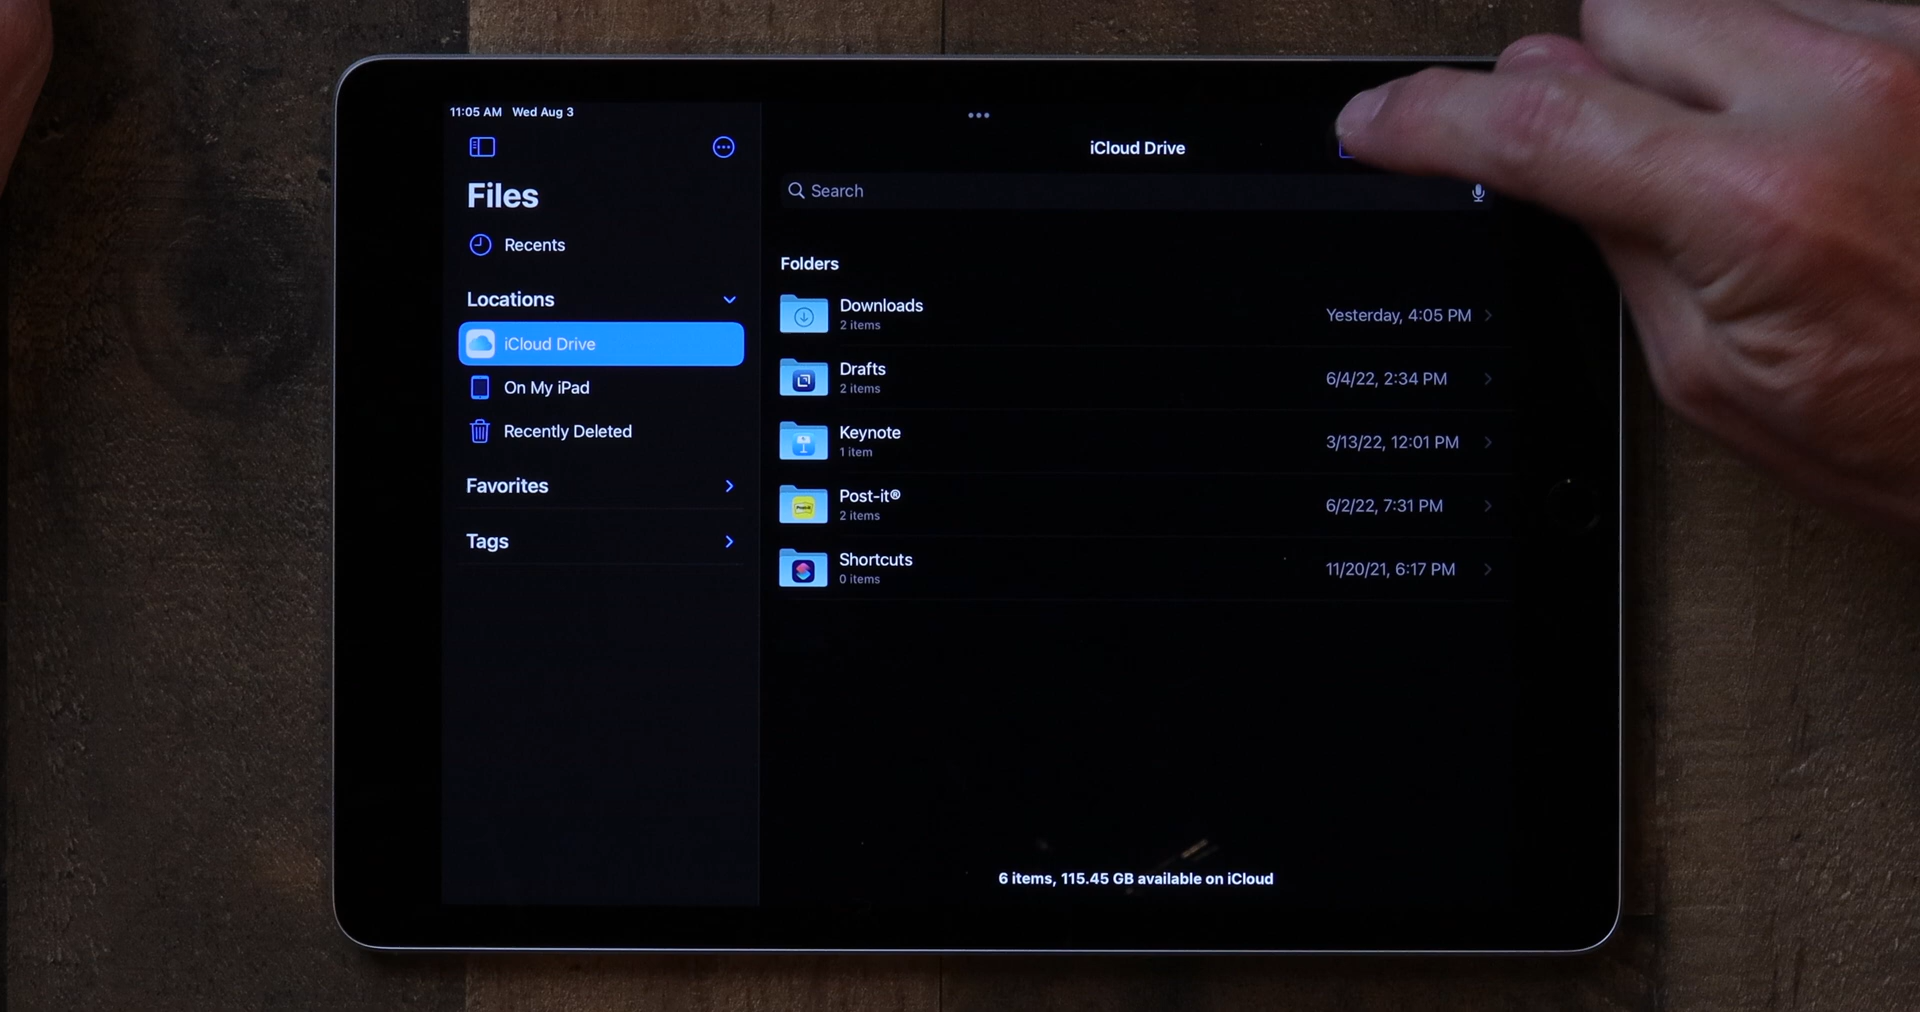 11:05 AM Wed Aug 3
Files
Recents
Locations
iCloud Drive
On My iPad
Recently Deleted
Favorites
Tags
iCloud Drive
Search
Folders
Downloads
2 items
Yesterday, 4:05 PM
Drafts
2 items
6/4/22, 2:34 PM
Keynote
1 item
3/13/22, 12:01 PM
Post-it®
2 items
6/2/22, 7:31 PM
Shortcuts
0 items
11/20/21, 6:17 PM
6 items, 115.45 GB available on iCloud